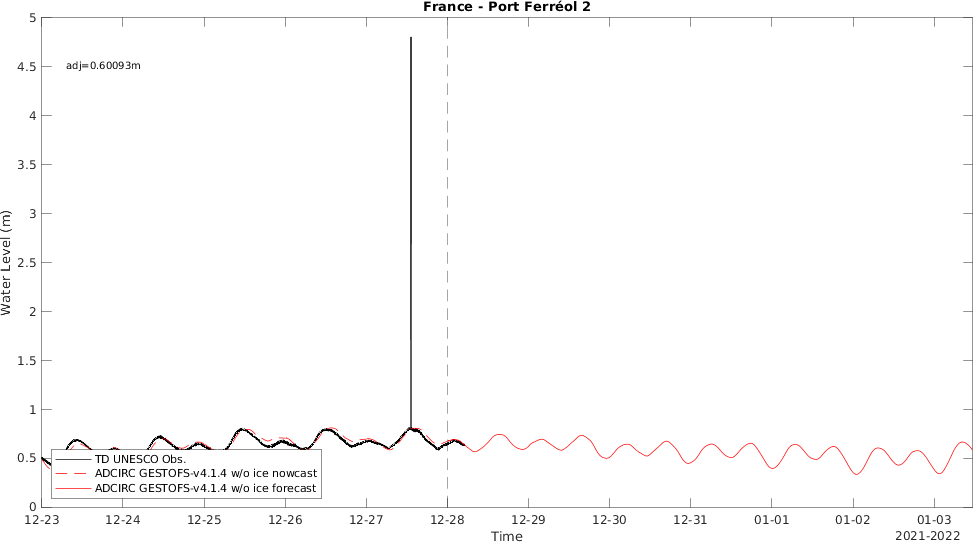 France - Port Ferréol 2
adj=0.60093m
Water Level (m)
5
4.5
4
3.5
3
2.5
2
1.5
1
0.5
0
TD UNESCO Obs.
ADCIRC GESTOFS-v4.1.4 w/o ice nowcast
ADCIRC GESTOFS-v4.1.4 w/o ice forecast
12-23 12-24 12-25 12-26 12-27 12-28 12-29 12-30 12-31 01-01 01-02 01-03
Time
2021-2022